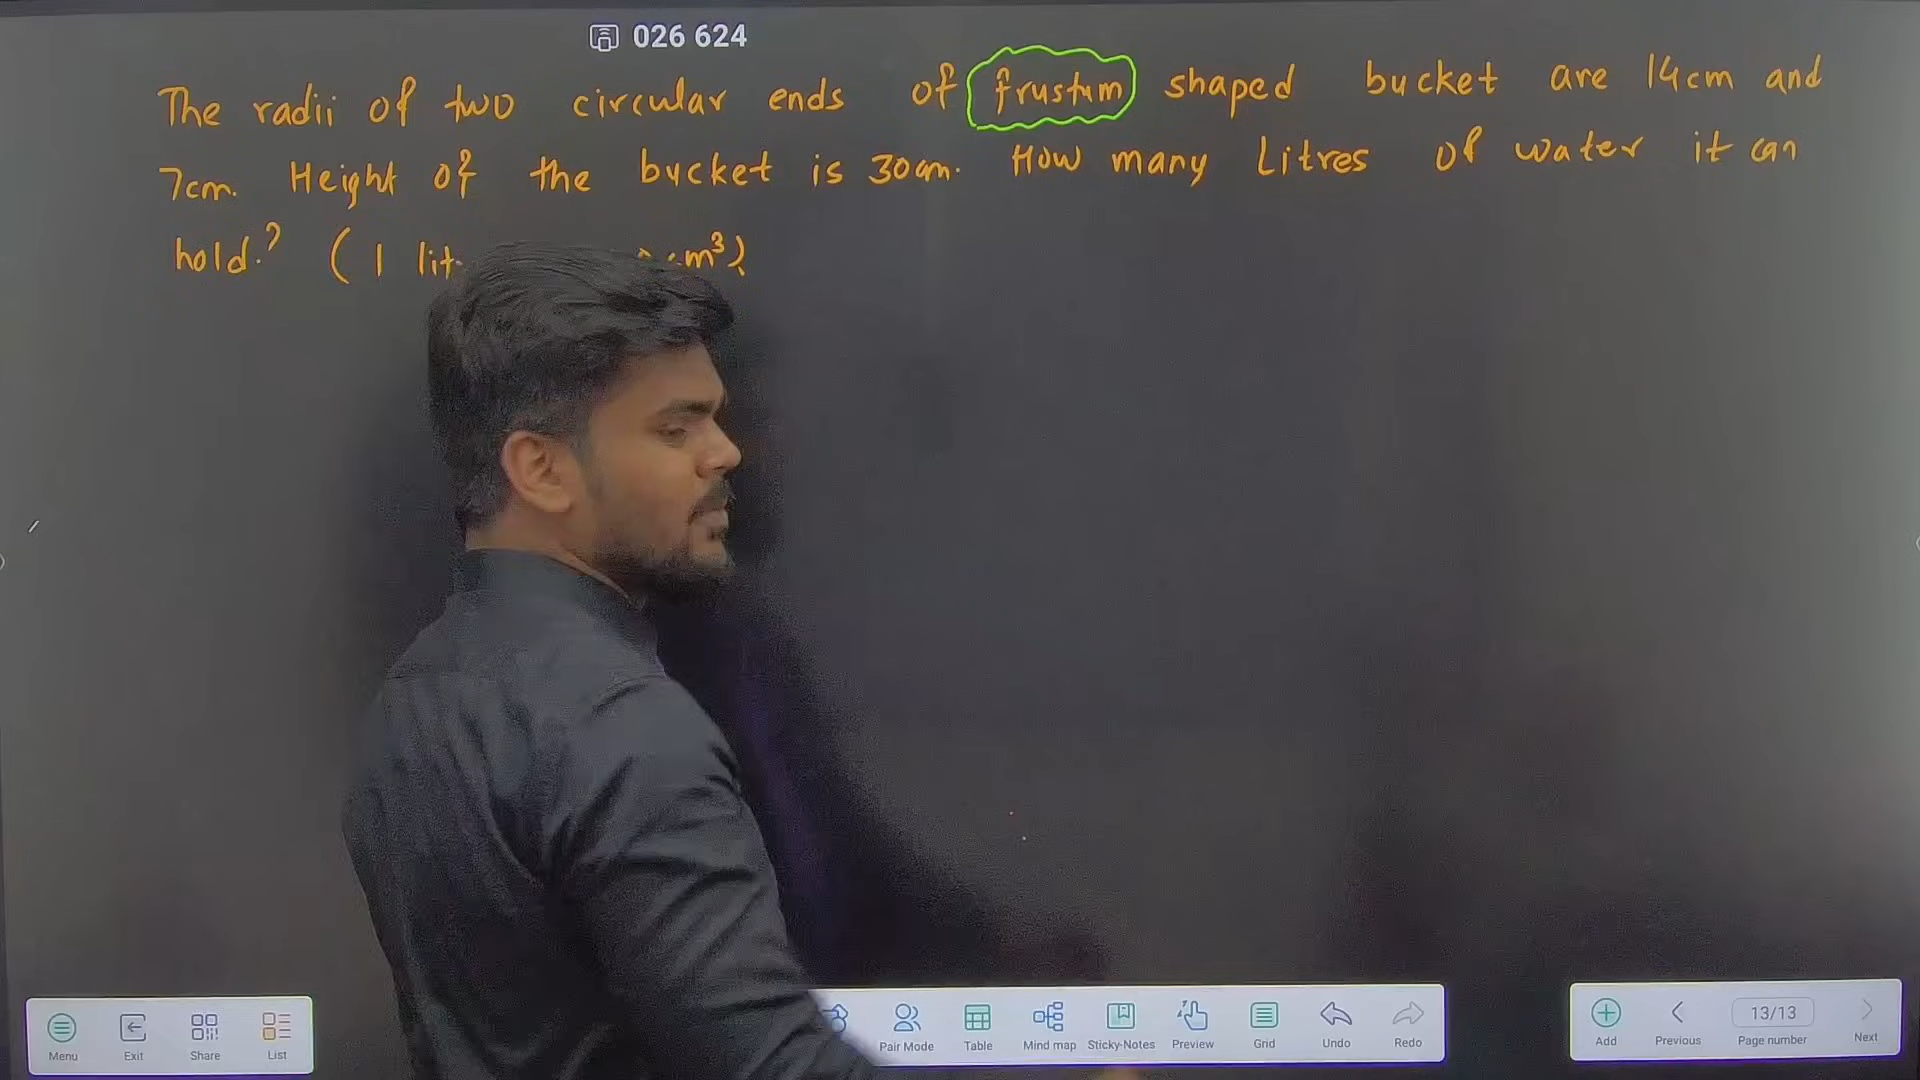 026 624
The radii of two circular ends of frustum shaped bucket are 14cm and
7cm. Height of the bucket is 30cm. How many Litres of water it can
hold.? (1 cm³)
Menu Exit Share List Pair Mode Table Mind map Sticky-Notes Preview Grid Undo Redo Add Previous 13/13 Page number Next